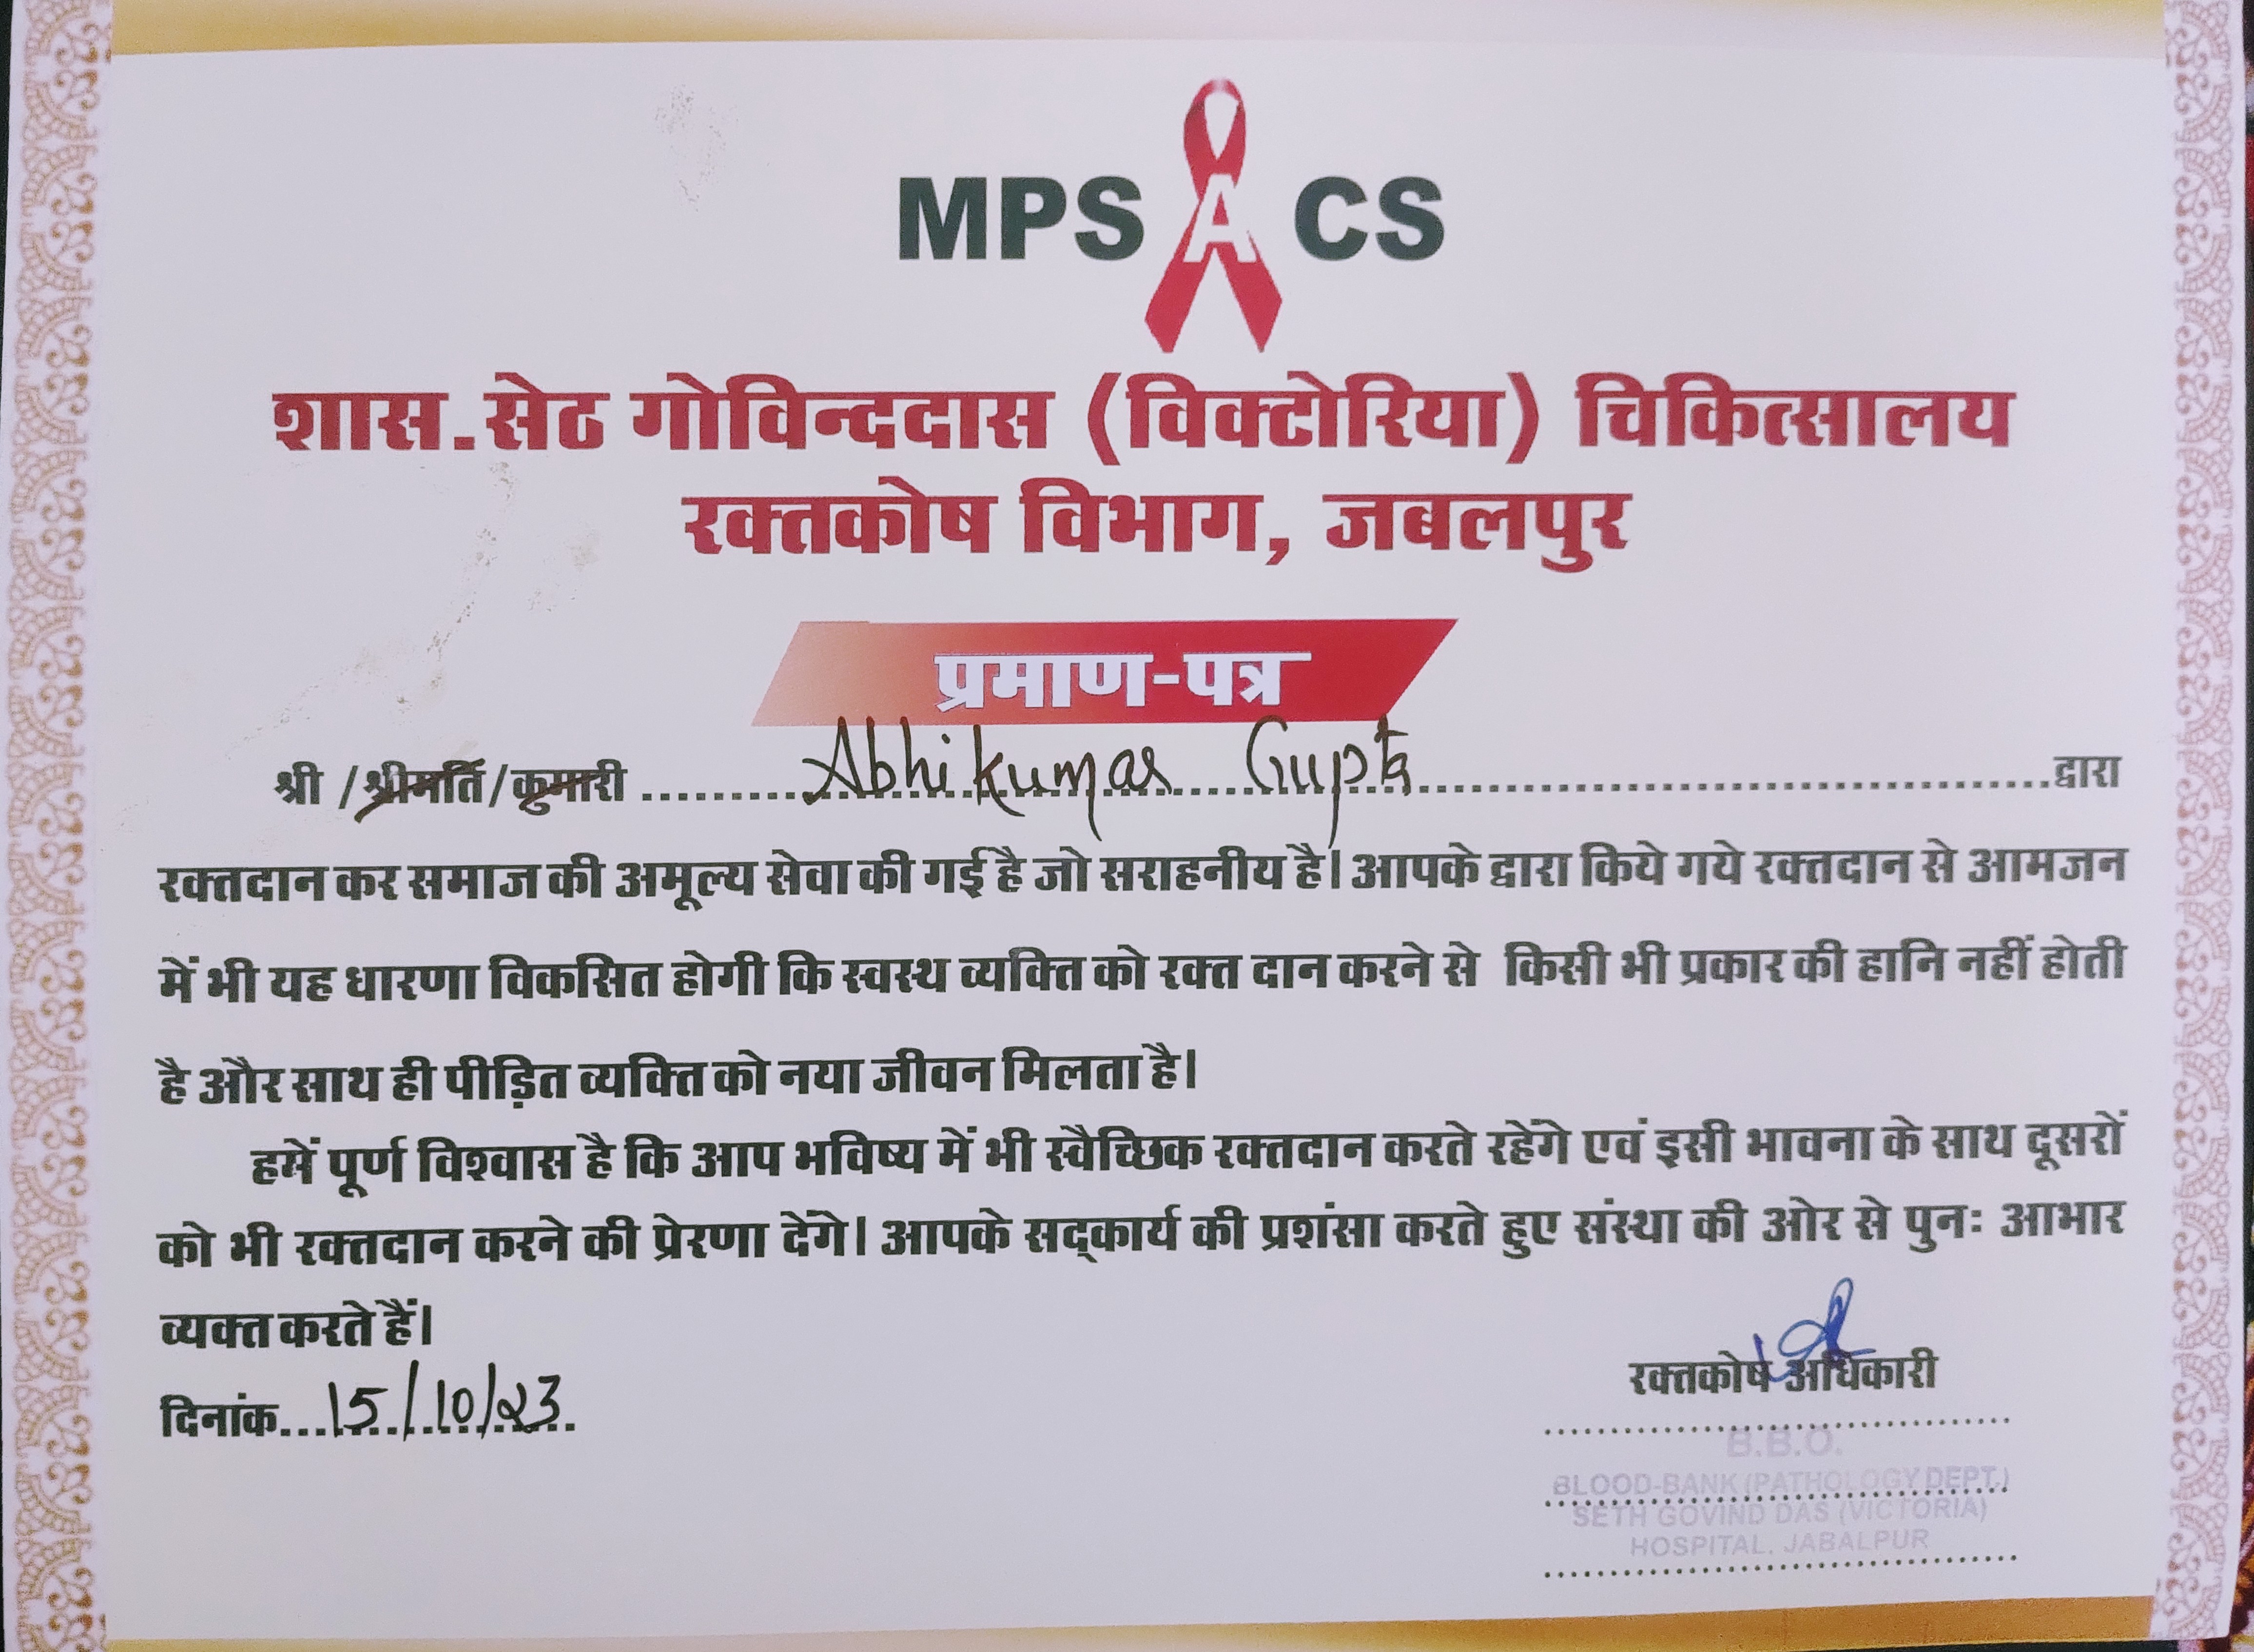 MPSACS
शास.सेठ गोविन्ददास (विक्टोरिया) चिकित्सालय
रक्तकोष विभाग, जबलपुर
प्रमाण-पत्र
श्री /श्रीमति/कुमारी ........ Abhikumar Gupta ........द्वारा
रक्तदान कर समाज की अमूल्य सेवा की गई है जो सराहनीय है। आपके द्वारा किये गये रक्तदान से आमजन
में भी यह धारणा विकसित होगी कि स्वस्थ व्यक्ति को रक्त दान करने से किसी भी प्रकार की हानि नहीं होती
है और साथ ही पीड़ित व्यक्ति को नया जीवन मिलता है।
हमें पूर्ण विश्वास है कि आप भविष्य में भी स्वैच्छिक रक्तदान करते रहेंगे एवं इसी भावना के साथ दूसरों
को भी रक्तदान करने की प्रेरणा देंगे। आपके सद्कार्य की प्रशंसा करते हुए संस्था की ओर से पुनः आभार
व्यक्त करते हैं।
दिनांक...15/10/23.
रक्तकोष अधिकारी
B.B.O.
BLOOD-BANK (PATHOLOGY DEPT.)
SETH GOVIND DAS (VICTORIA)
HOSPITAL, JABALPUR